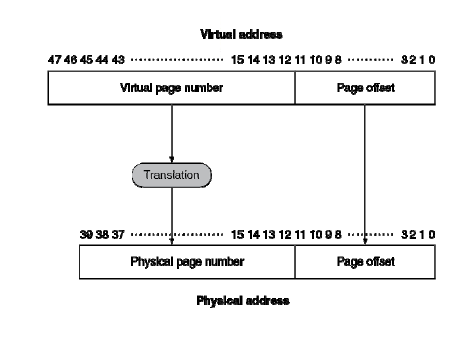 Virtual address
47 46 45 44 43 ·················· 15 14 13 12 11 10 9 8 ········· 3 2 1 0
Virtual page number Page offset
Translation
39 38 37 ·················· 15 14 13 12 11 10 9 8 ········· 3 2 1 0
Physical page number Page offset
Physical address